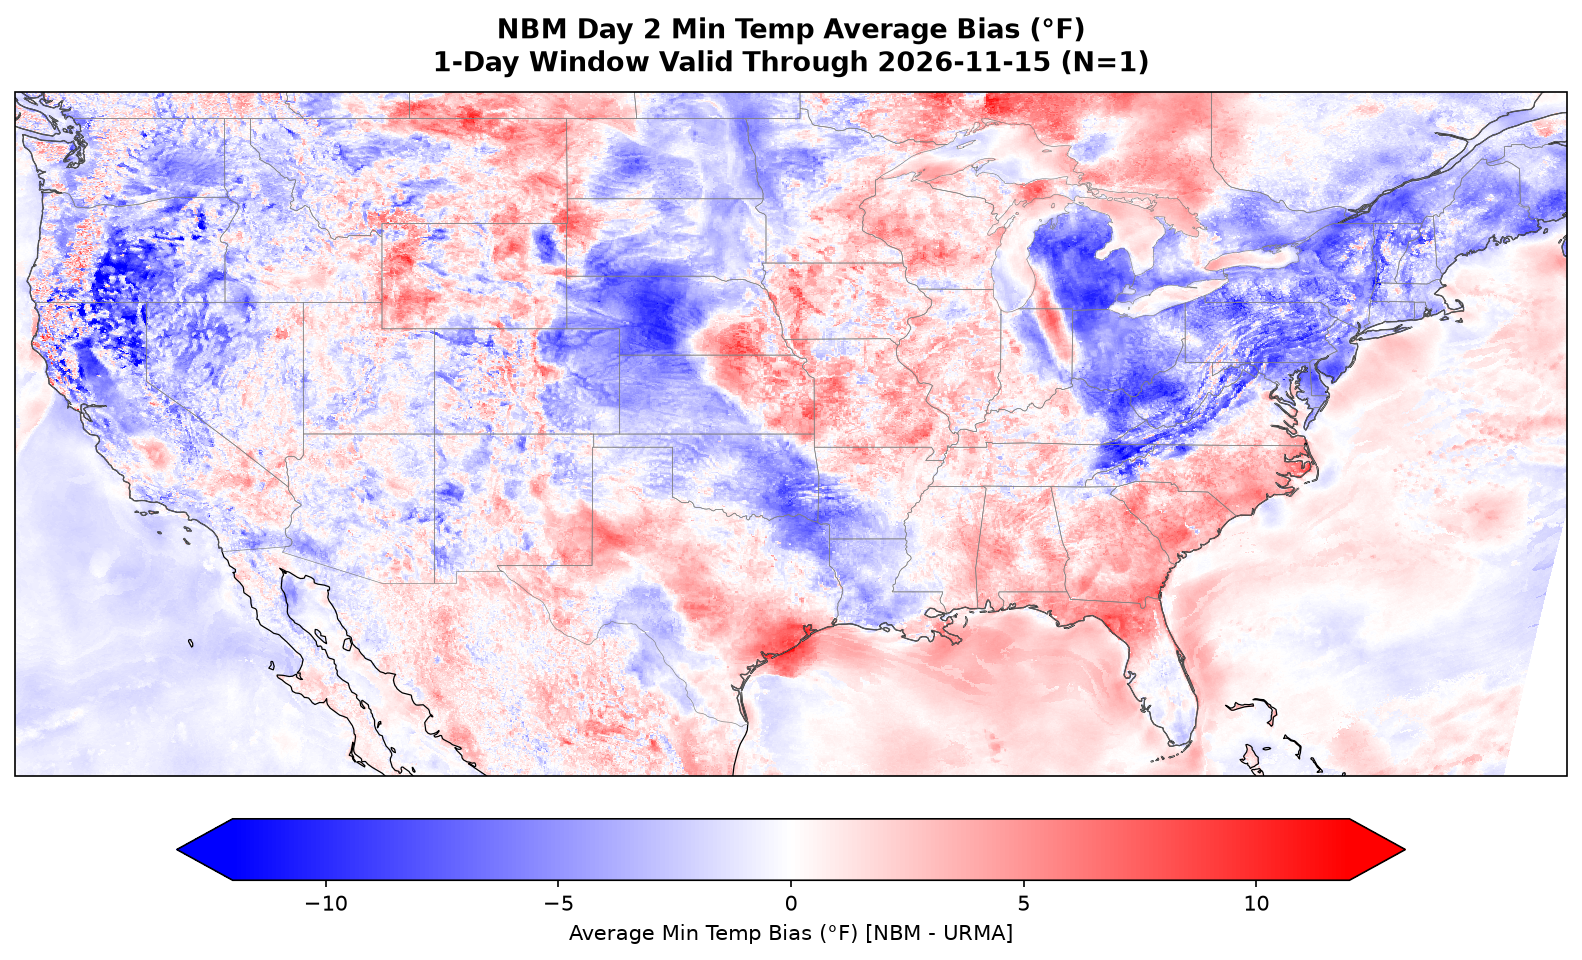 NBM Day 2 Min Temp Average Bias (°F)
1-Day Window Valid Through 2026-11-15 (N=1)
−10 −5 0 5 10
Average Min Temp Bias (°F) [NBM - URMA]